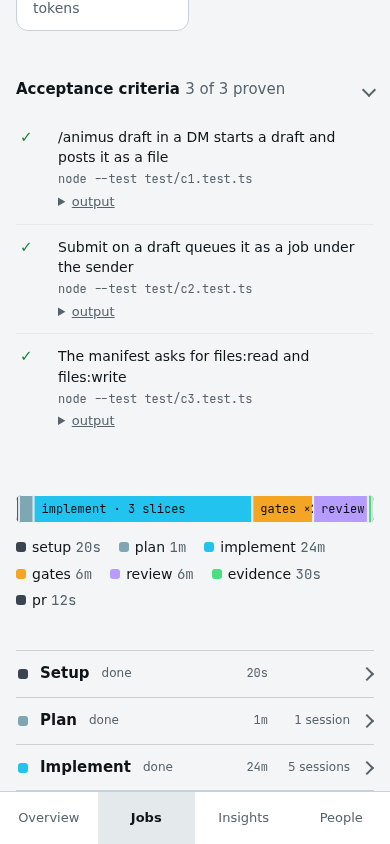 tokens
Acceptance criteria 3 of 3 proven
✓ /animus draft in a DM starts a draft and
posts it as a file
node --test test/c1.test.ts
▶ output
✓ Submit on a draft queues it as a job under
the sender
node --test test/c2.test.ts
▶ output
✓ The manifest asks for files:read and
files:write
node --test test/c3.test.ts
▶ output
implement · 3 slices gates × review
setup 20s plan 1m implement 24m
gates 6m review 6m evidence 30s
pr 12s
Setup done 20s
Plan done 1m 1 session
Implement done 24m 5 sessions
Overview Jobs Insights People